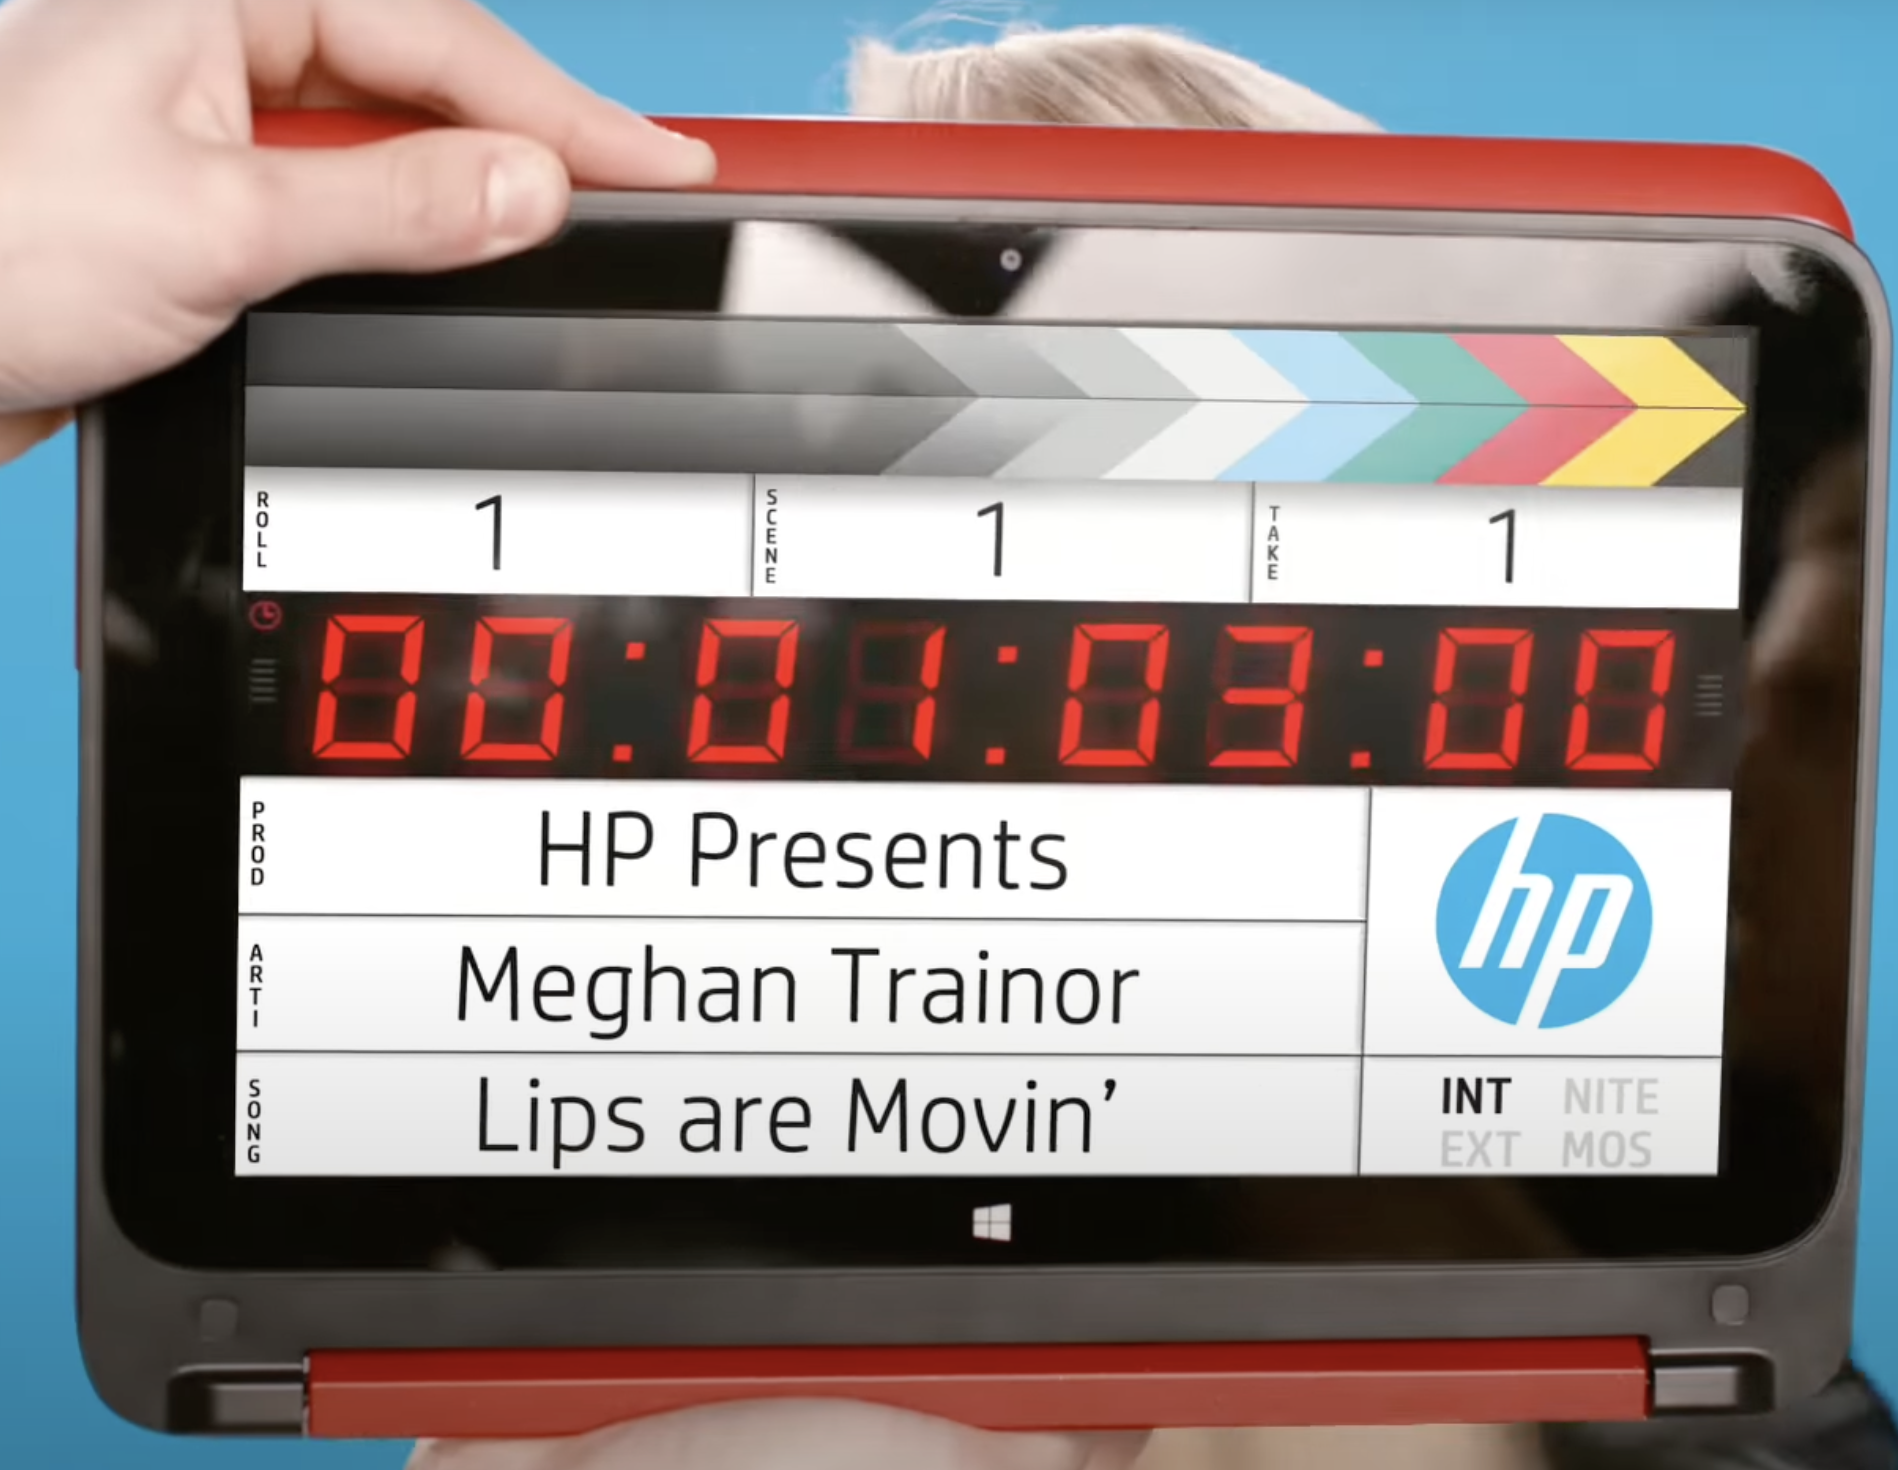 ROLL 1 SCENE 1 TAKE 1
00:01:03:00
PROD HP Presents
hp
ARTI Meghan Trainor
SONG Lips are Movin’
INT NITE
EXT MOS